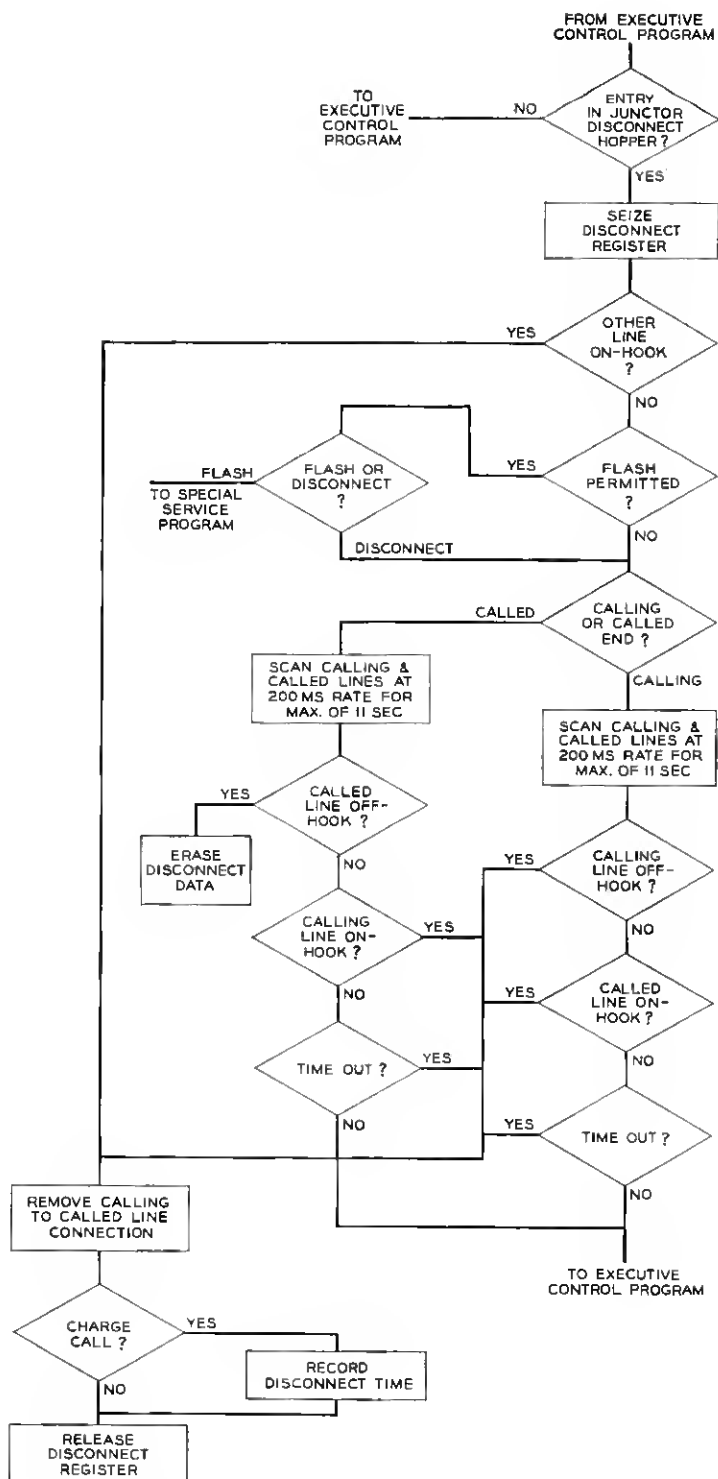 FROM EXECUTIVE
CONTROL PROGRAM
TO
EXECUTIVE
CONTROL
PROGRAM
NO
ENTRY
IN JUNCTOR
DISCONNECT
HOPPER?
YES
SEIZE
DISCONNECT
REGISTER
YES
OTHER
LINE
ON-HOOK
?
NO
FLASH
TO SPECIAL
SERVICE
PROGRAM
FLASH OR
DISCONNECT
?
YES
FLASH
PERMITTED
?
NO
DISCONNECT
CALLED
CALLING
OR CALLED
END?
CALLING
SCAN CALLING &
CALLED LINES AT
200 MS RATE FOR
MAX. OF 11 SEC
SCAN CALLING &
CALLED LINES AT
200 MS RATE FOR
MAX. OF 11 SEC
YES
CALLED
LINE OFF-
HOOK ?
NO
ERASE
DISCONNECT
DATA
YES
CALLING
LINE OFF-
HOOK?
NO
CALLING
LINE ON-
HOOK?
YES
NO
YES
CALLED
LINE ON-
HOOK?
NO
TIME OUT ?
YES
NO
YES
TIME OUT ?
NO
REMOVE CALLING
TO CALLED LINE
CONNECTION
TO EXECUTIVE
CONTROL PROGRAM
CHARGE
CALL ?
YES
NO
RECORD
DISCONNECT TIME
RELEASE
DISCONNECT
REGISTER